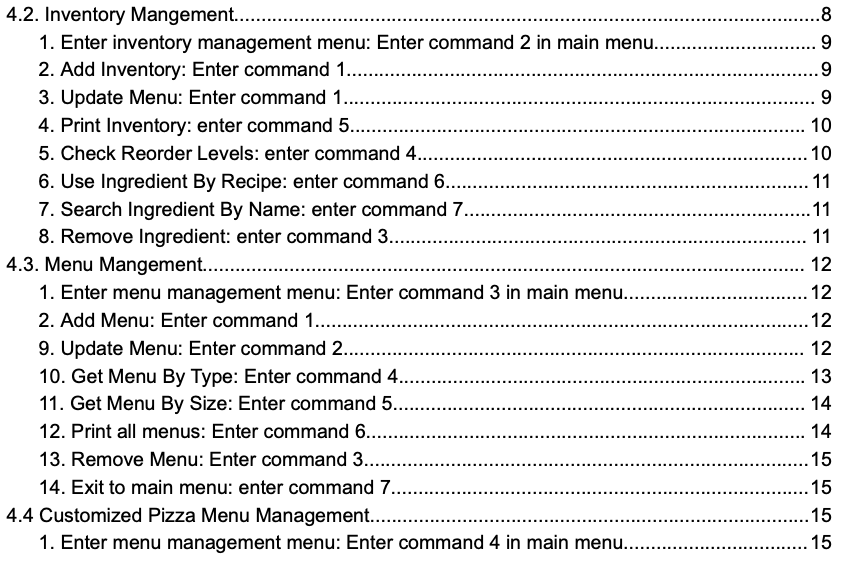 4.2. Inventory Mangement........................................................................................................8
1. Enter inventory management menu: Enter command 2 in main menu.............................. 9
2. Add Inventory: Enter command 1.......................................................................................9
3. Update Menu: Enter command 1....................................................................................... 9
4. Print Inventory: enter command 5.................................................................................... 10
5. Check Reorder Levels: enter command 4........................................................................ 10
6. Use Ingredient By Recipe: enter command 6................................................................... 11
7. Search Ingredient By Name: enter command 7................................................................11
8. Remove Ingredient: enter command 3............................................................................. 11
4.3. Menu Mangement............................................................................................................... 12
1. Enter menu management menu: Enter command 3 in main menu.................................. 12
2. Add Menu: Enter command 1...........................................................................................12
9. Update Menu: Enter command 2..................................................................................... 12
10. Get Menu By Type: Enter command 4........................................................................... 13
11. Get Menu By Size: Enter command 5............................................................................ 14
12. Print all menus: Enter command 6................................................................................. 14
13. Remove Menu: Enter command 3..................................................................................15
14. Exit to main menu: enter command 7.............................................................................15
4.4 Customized Pizza Menu Management.................................................................................15
1. Enter menu management menu: Enter command 4 in main menu.................................. 15